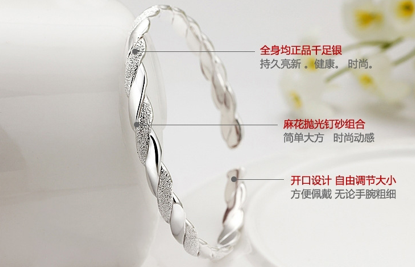 全身均正品千足银
持久亮新 。健康。 时尚。
麻花抛光钉砂组合
简单大方 时尚动感
开口设计 自由调节大小
方便佩戴 无论手腕粗细